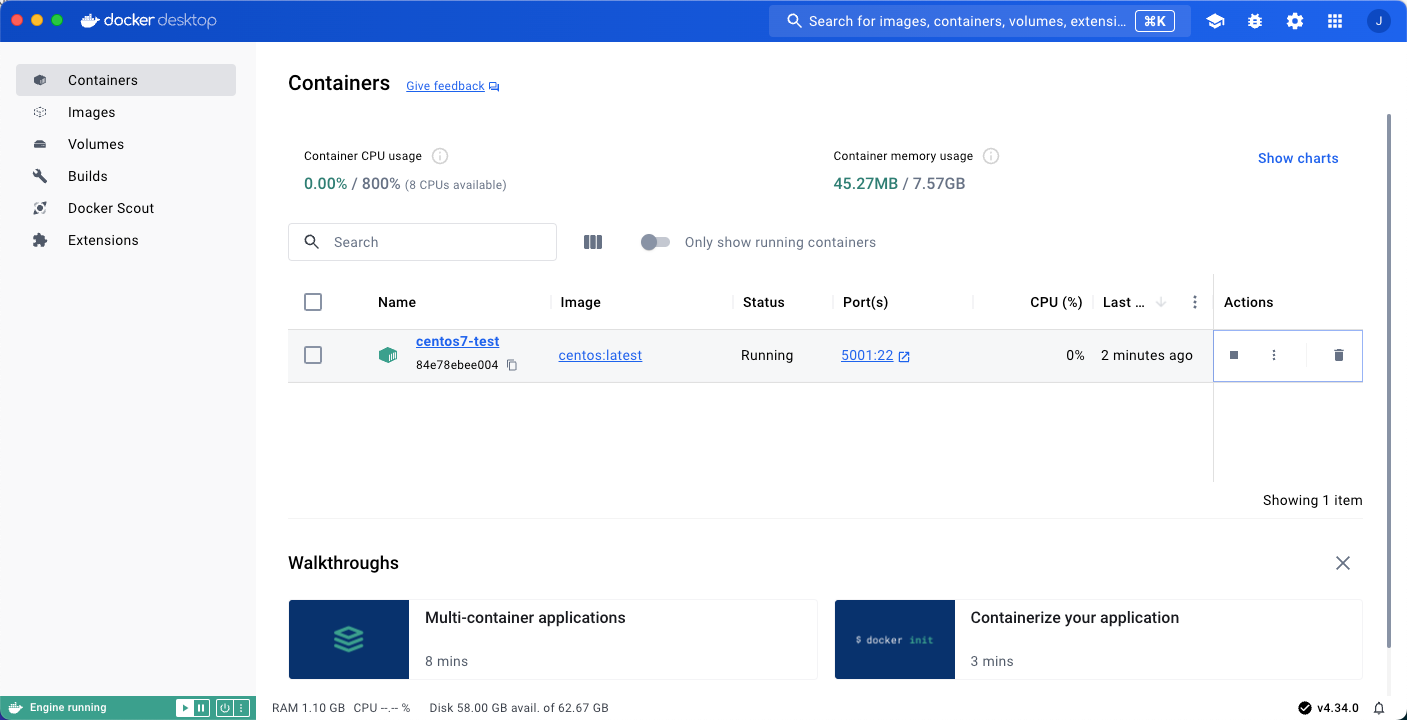 docker desktop
Search for images, containers, volumes, extensi... ⌘K
J
Containers
Images
Volumes
Builds
Docker Scout
Extensions
Containers Give feedback
Container CPU usage
0.00% / 800% (8 CPUs available)
Container memory usage
45.27MB / 7.57GB
Show charts
Search
Only show running containers
Name Image Status Port(s) CPU (%) Last ... Actions
centos7-test
84e78ebee004
centos:latest Running 5001:22 0% 2 minutes ago
Showing 1 item
Walkthroughs
Multi-container applications
8 mins
$ docker init
Containerize your application
3 mins
Engine running
RAM 1.10 GB CPU --.-- % Disk 58.00 GB avail. of 62.67 GB
v4.34.0